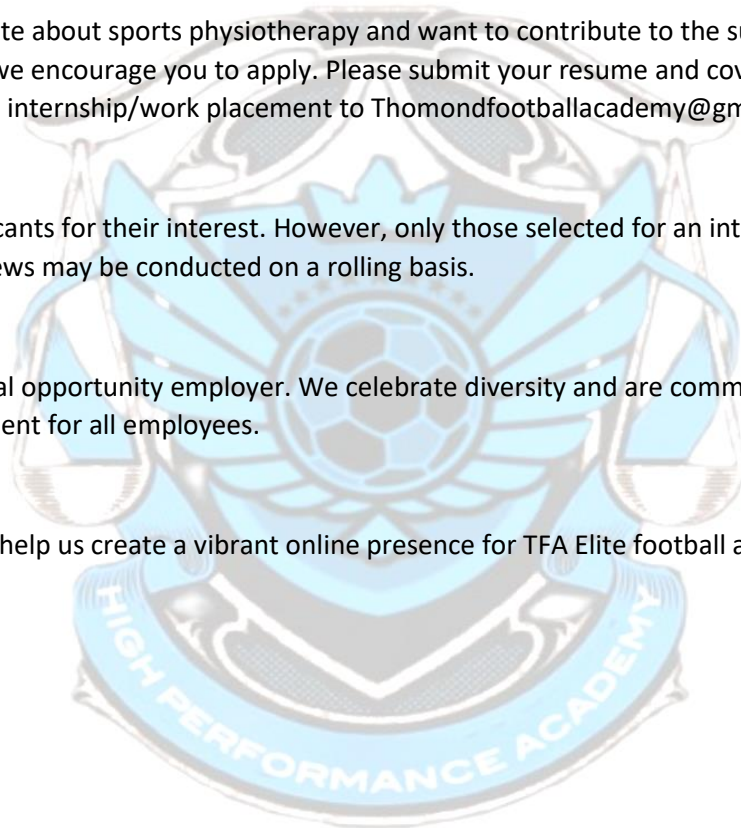 te about sports physiotherapy and want to contribute to the su
we encourage you to apply. Please submit your resume and cov
internship/work placement to Thomondfootballacademy@gm
cants for their interest. However, only those selected for an int
ews may be conducted on a rolling basis.
al opportunity employer. We celebrate diversity and are comm
ent for all employees.
help us create a vibrant online presence for TFA Elite football a
HIGH PERFORMANCE ACADEMY